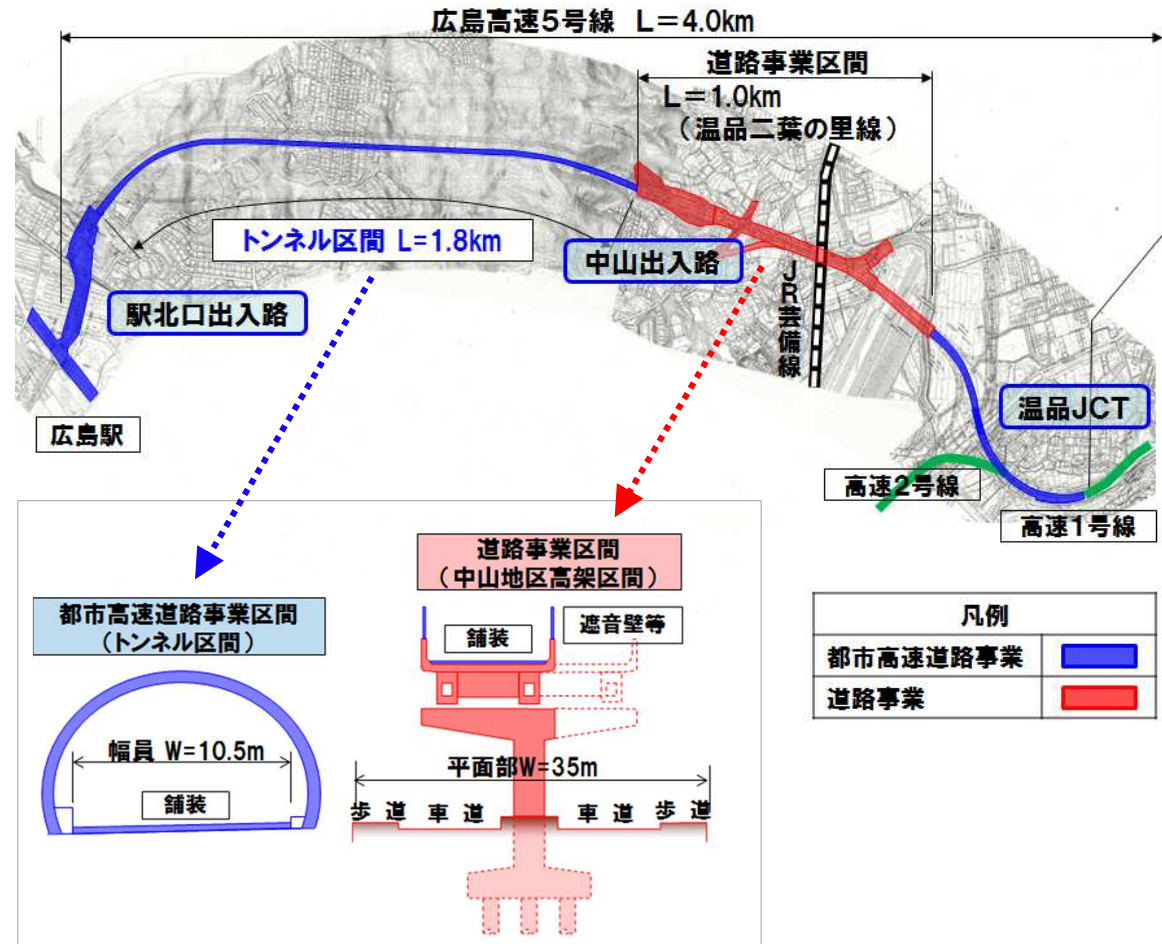 広島高速5号線 L=4.0km
道路事業区間
L=1.0km
(温品二葉の里線)
トンネル区間 L=1.8km
中山出入路
駅北口出入路
JR芸備線
広島駅
温品JCT
高速2号線
高速1号線
都市高速道路事業区間
(トンネル区間)
幅員 W=10.5m
舗装
道路事業区間
(中山地区高架区間)
舗装
遮音壁等
平面部W=35m
歩道 車道 車道 歩道
凡例
都市高速道路事業
道路事業